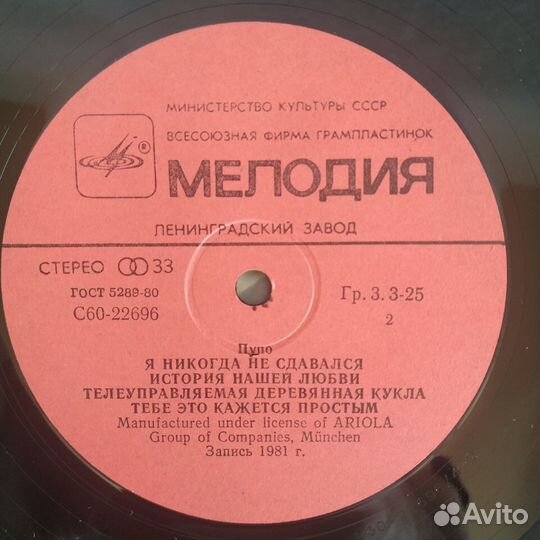 МИНИСТЕРСТВО КУЛЬТУРЫ СССР
ВСЕСОЮЗНАЯ ФИРМА ГРАМПЛАСТИНОК
®
МЕЛОДИЯ
ЛЕНИНГРАДСКИЙ ЗАВОД
СТЕРЕО 33
ГОСТ 5289-80
С60-22696
Гр. 3. 3-25
2
Пупо
Я НИКОГДА НЕ СДАВАЛСЯ
ИСТОРИЯ НАШЕЙ ЛЮБВИ
ТЕЛЕУПРАВЛЯЕМАЯ ДЕРЕВЯННАЯ КУКЛА
ТЕБЕ ЭТО КАЖЕТСЯ ПРОСТЫМ
Manufactured under license of ARIOLA
Group of Companies, München
Запись 1981 г.
Avito